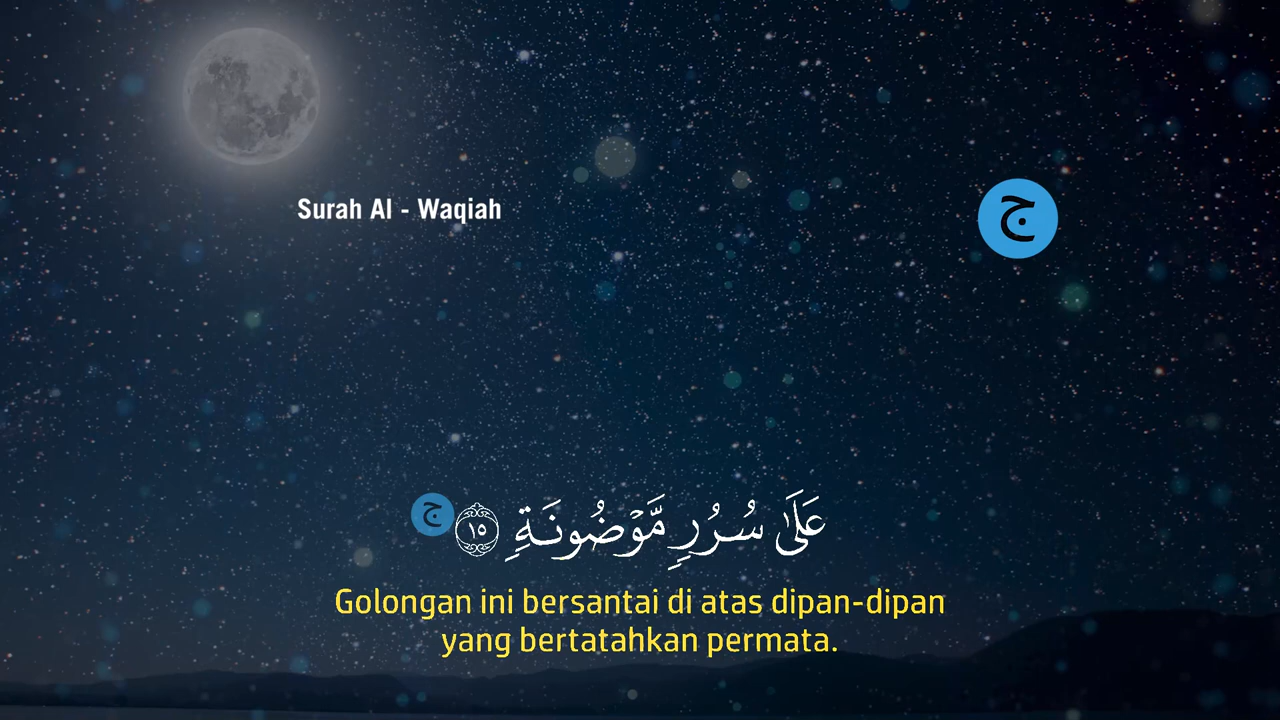 Surah Al - Waqiah
ج
عَلَىٰ سُرُرٍ مَّوْضُونَةٍ ۝١٥ ج
Golongan ini bersantai di atas dipan-dipan
yang bertatahkan permata.